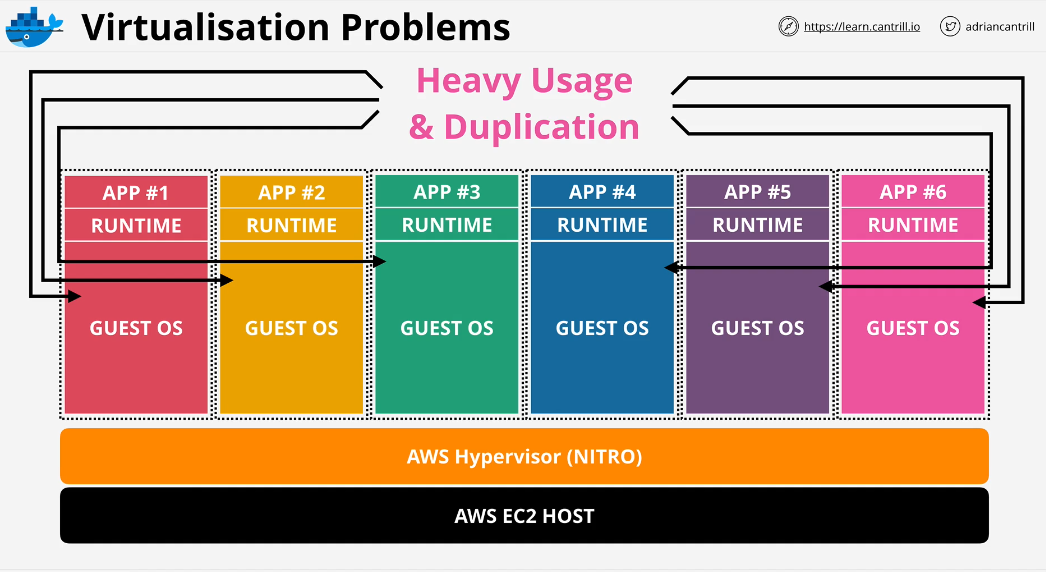 Virtualisation Problems
https://learn.cantrill.io
adriancantrill
Heavy Usage
& Duplication
APP #1
APP #2
APP #3
APP #4
APP #5
APP #6
RUNTIME
RUNTIME
RUNTIME
RUNTIME
RUNTIME
RUNTIME
GUEST OS
GUEST OS
GUEST OS
GUEST OS
GUEST OS
GUEST OS
AWS Hypervisor (NITRO)
AWS EC2 HOST